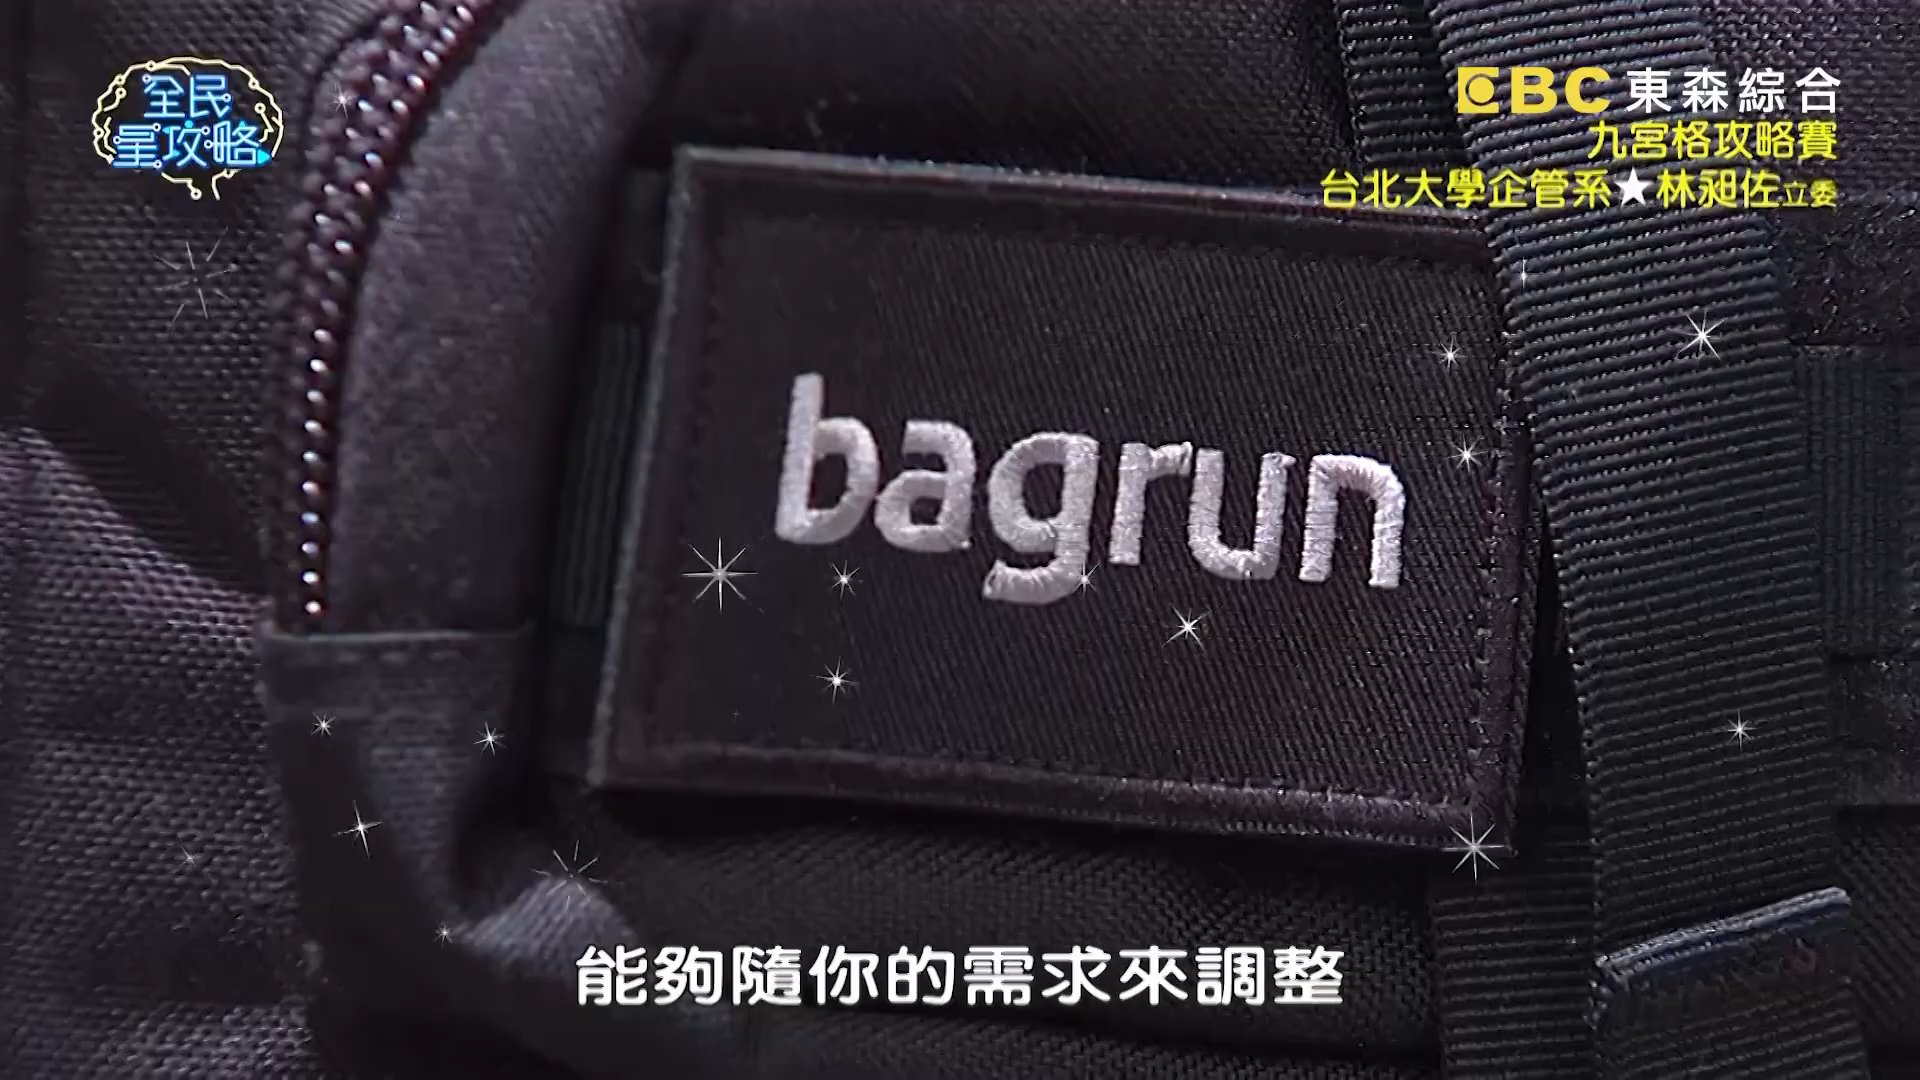 全民
星攻略
EBC東森綜合
九宮格攻略賽
台北大學企管系★林昶佐立委
bagrun
能夠隨你的需求來調整